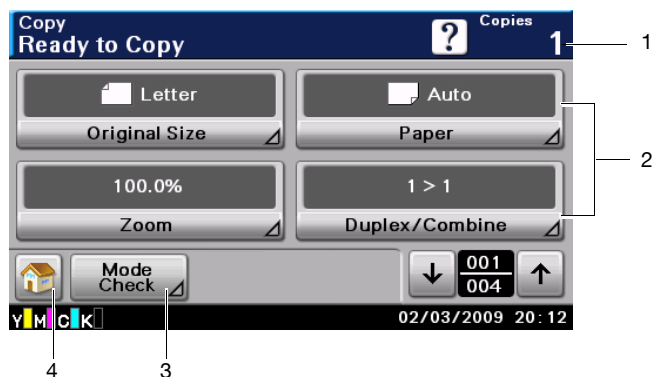 Copy
Ready to Copy
?
Copies
1
1
Letter
Original Size
Auto
Paper
2
100.0%
Zoom
1 > 1
Duplex/Combine
Mode
Check
001
004
Y M C K
02/03/2009 20:12
4
3